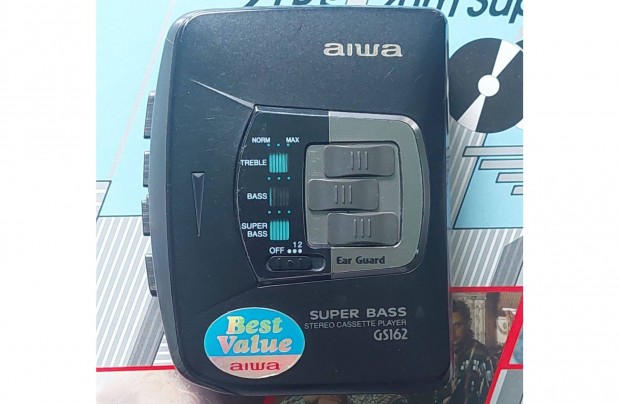 aiwa
NORM MAX
TREBLE
BASS
SUPER
BASS
OFF 12
Ear Guard
SUPER BASS
STEREO CASSETTE PLAYER
GS162
Best
Value
aiwa